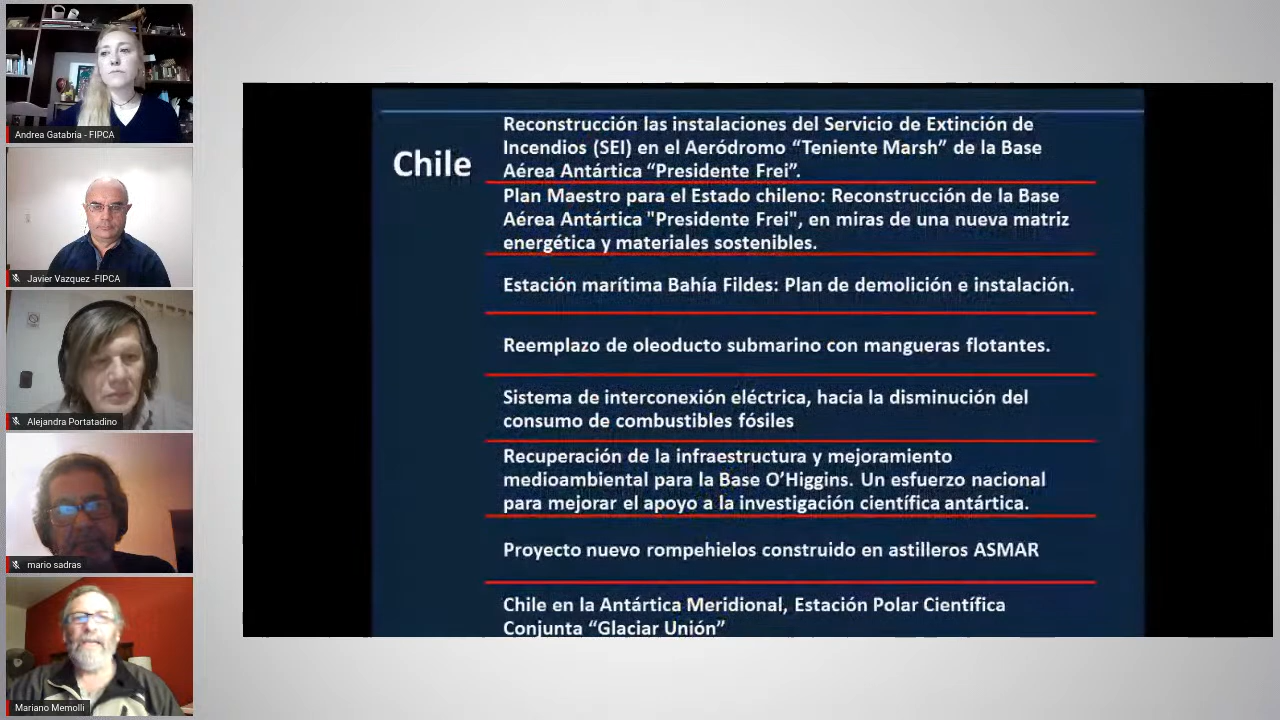 Andrea Gatabría - FIPCA
Javier Vazquez -FIPCA
Alejandra Portatadino
mario sadras
Mariano Memolli
Chile
Reconstrucción las instalaciones del Servicio de Extinción de
Incendios (SEI) en el Aeródromo “Teniente Marsh” de la Base
Aérea Antártica “Presidente Frei”.
Plan Maestro para el Estado chileno: Reconstrucción de la Base
Aérea Antártica "Presidente Frei", en miras de una nueva matriz
energética y materiales sostenibles.
Estación marítima Bahía Fildes: Plan de demolición e instalación.
Reemplazo de oleoducto submarino con mangueras flotantes.
Sistema de interconexión eléctrica, hacia la disminución del
consumo de combustibles fósiles
Recuperación de la infraestructura y mejoramiento
medioambiental para la Base O’Higgins. Un esfuerzo nacional
para mejorar el apoyo a la investigación científica antártica.
Proyecto nuevo rompehielos construido en astilleros ASMAR
Chile en la Antártica Meridional, Estación Polar Científica
Conjunta “Glaciar Unión”